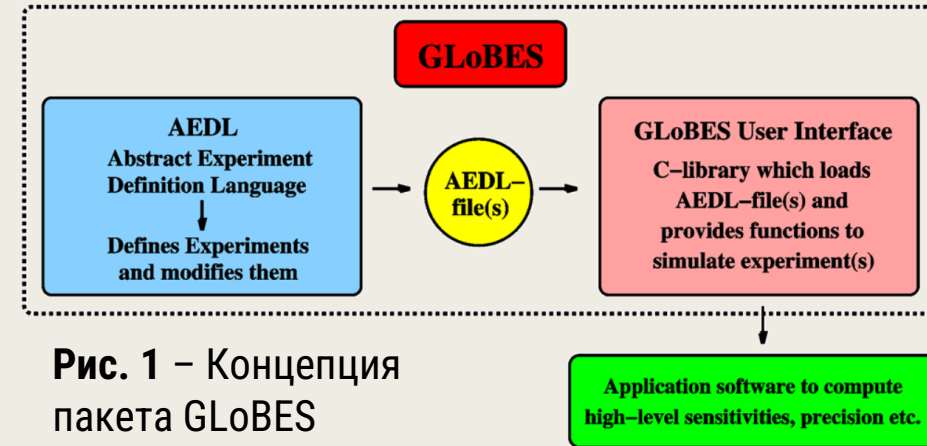 GLoBES
AEDL
Abstract Experiment
Definition Language
Defines Experiments
and modifies them
AEDL–
file(s)
GLoBES User Interface
C–library which loads
AEDL–file(s) and
provides functions to
simulate experiment(s)
Application software to compute
high–level sensitivities, precision etc.
Рис. 1 – Концепция
пакета GLoBES